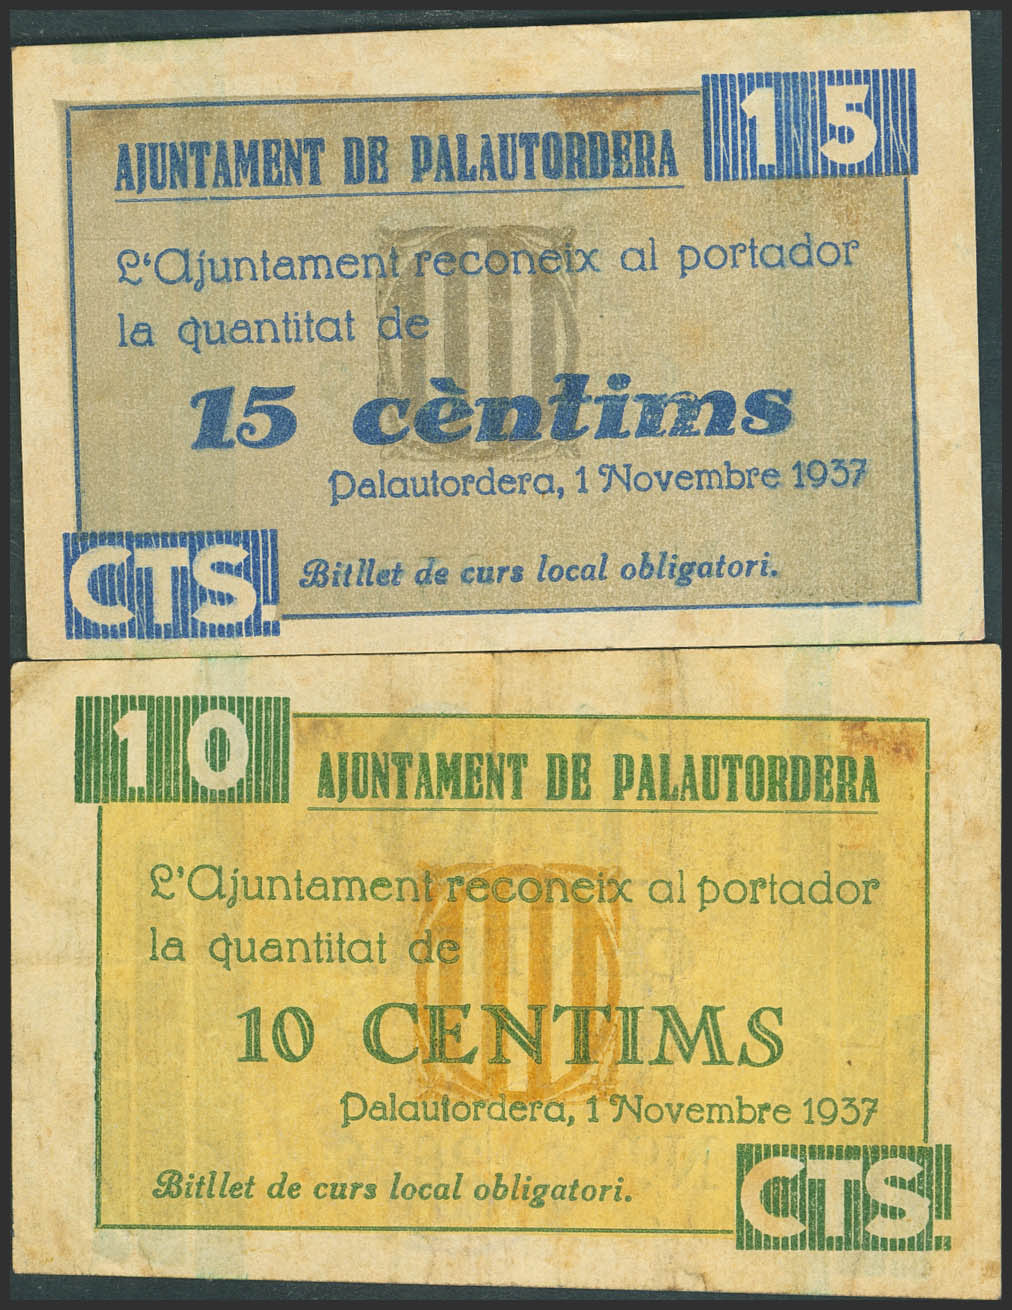 15
AJUNTAMENT DE PALAUTORDERA
L'Ajuntament reconeix al portador
la quantitat de
15 cèntims
Palautordera, 1 Novembre 1937
CTS.
Bitllet de curs local obligatori.
10
AJUNTAMENT DE PALAUTORDERA
L'Ajuntament reconeix al portador
la quantitat de
10 CENTIMS
Palautordera, 1 Novembre 1937
Bitllet de curs local obligatori.
CTS.